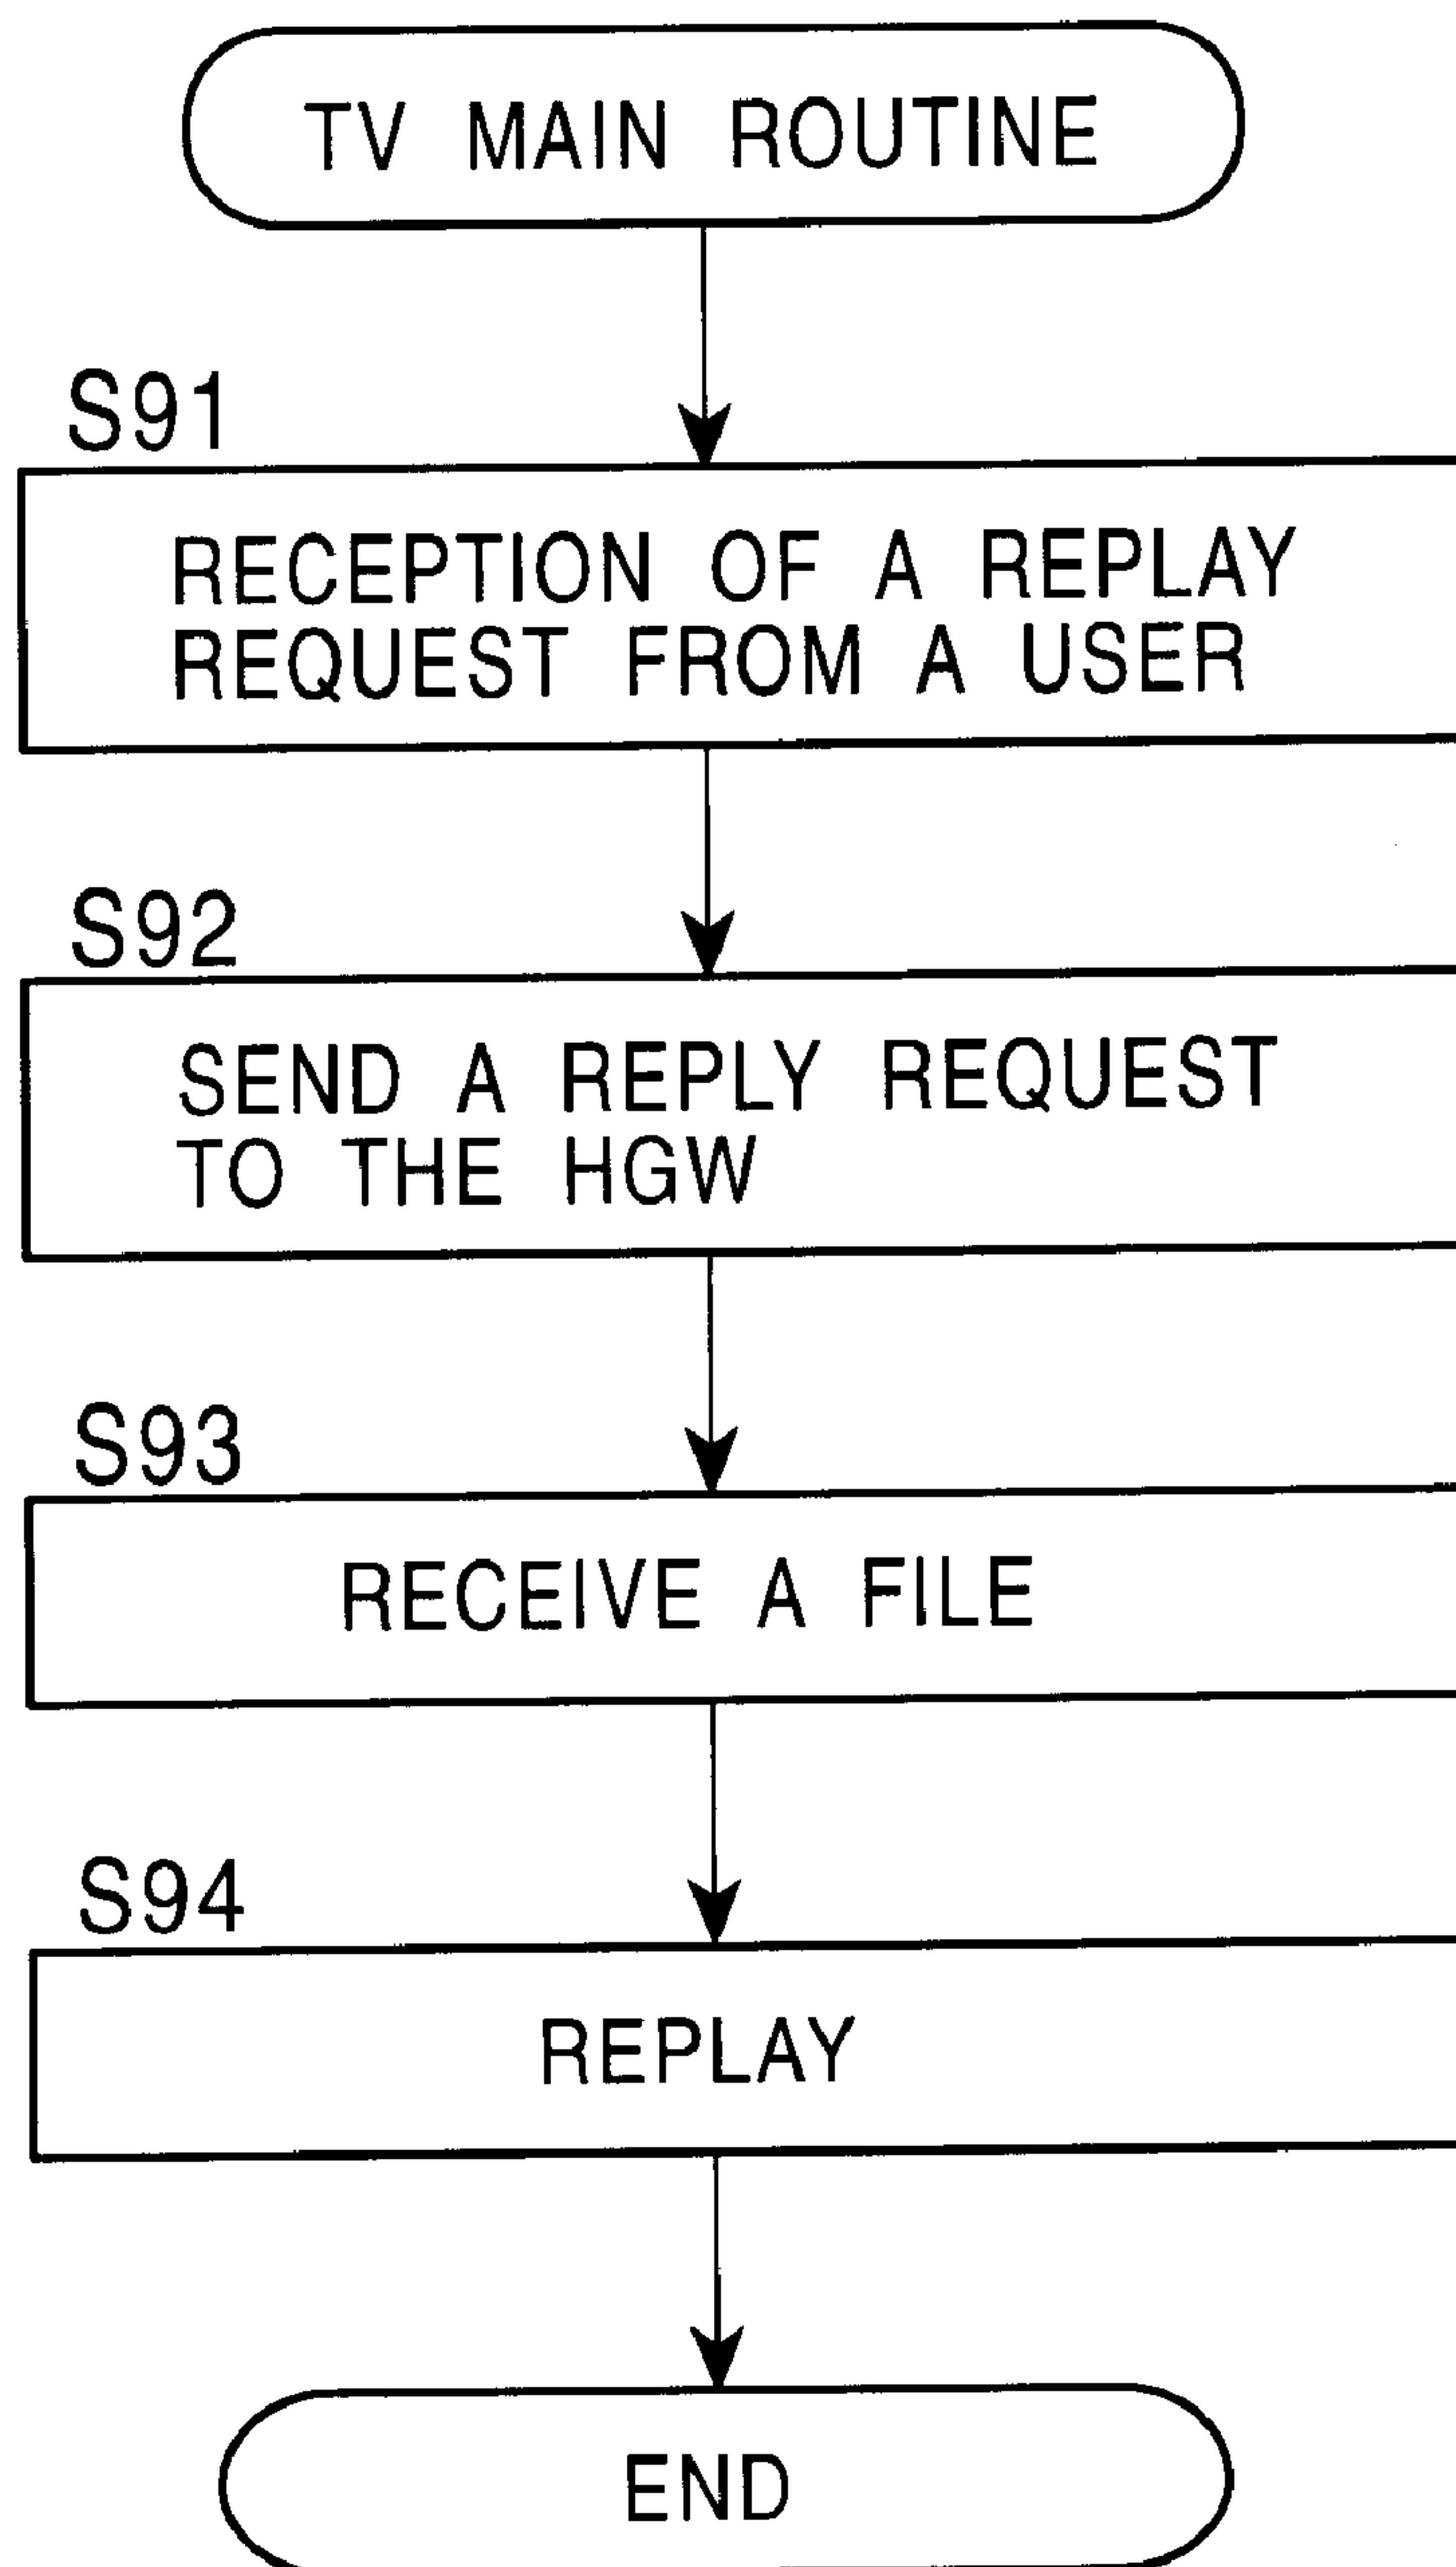 TV MAIN ROUTINE
S91
RECEPTION OF A REPLAY
REQUEST FROM A USER
S92
SEND A REPLY REQUEST
TO THE HGW
S93
RECEIVE A FILE
S94
REPLAY
END